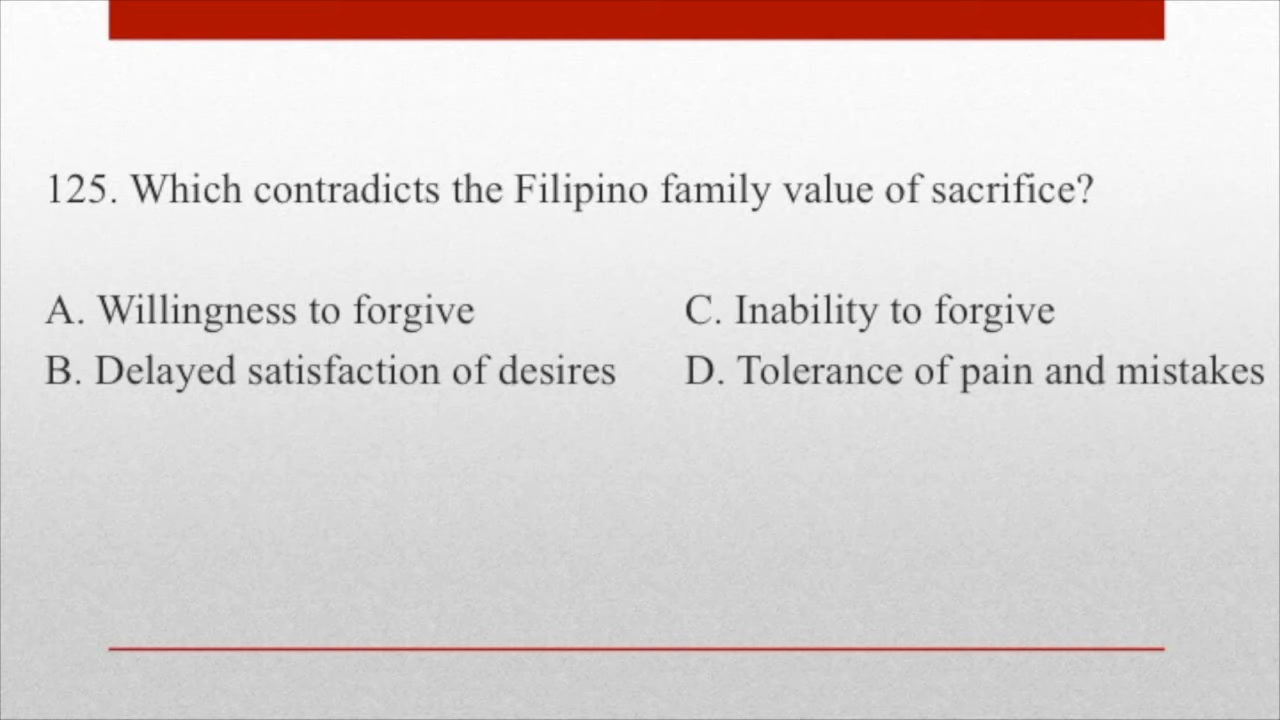 125. Which contradicts the Filipino family value of sacrifice?
A. Willingness to forgive
B. Delayed satisfaction of desires
C. Inability to forgive
D. Tolerance of pain and mistakes